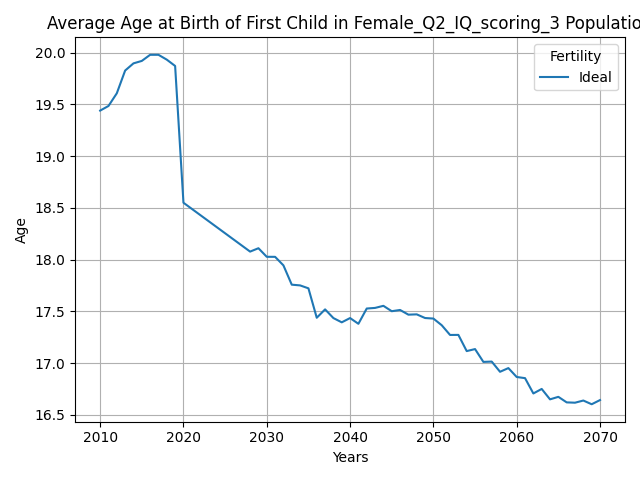 Average Age at Birth of First Child in Female_Q2_IQ_scoring_3 Populatio
Fertility
Ideal
20.0
19.5
19.0
18.5
18.0
17.5
17.0
16.5
Age
2010 2020 2030 2040 2050 2060 2070
Years